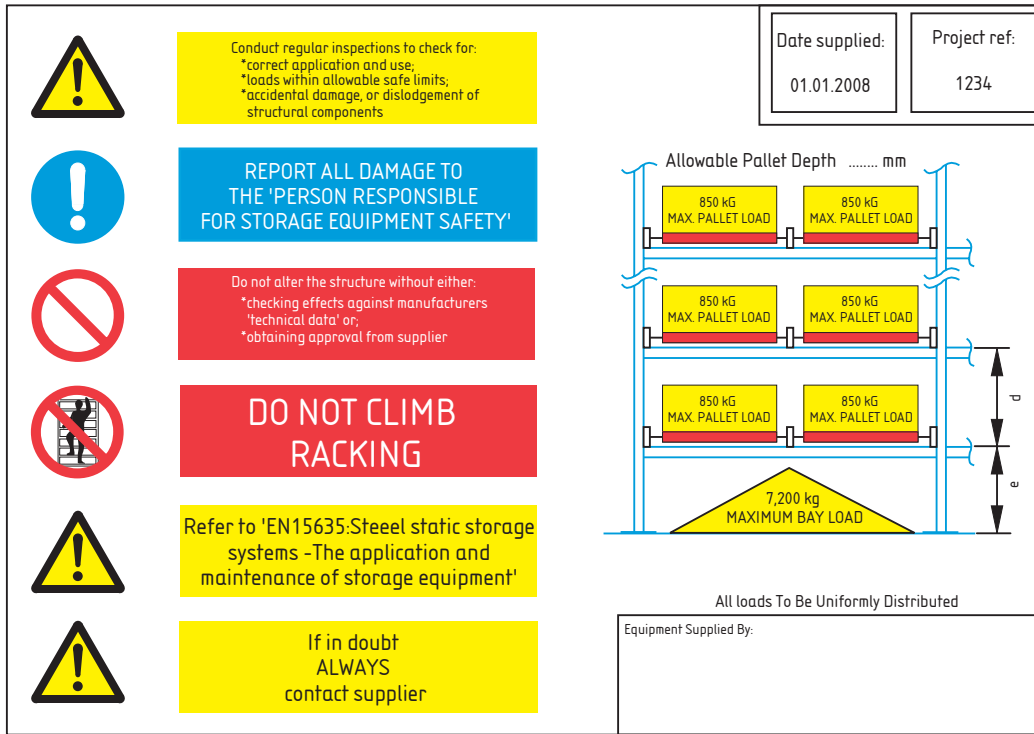 Conduct regular inspections to check for:
*correct application and use;
*loads within allowable safe limits;
*accidental damage, or dislodgement of
structural components
REPORT ALL DAMAGE TO
THE 'PERSON RESPONSIBLE
FOR STORAGE EQUIPMENT SAFETY'
Do not alter the structure without either:
*checking effects against manufacturers
'technical data' or;
*obtaining approval from supplier
DO NOT CLIMB
RACKING
Refer to 'EN15635:Steeel static storage
systems -The application and
maintenance of storage equipment'
If in doubt
ALWAYS
contact supplier
Date supplied:
01.01.2008
Project ref:
1234
Allowable Pallet Depth ........ mm
850 kG
MAX. PALLET LOAD
850 kG
MAX. PALLET LOAD
850 kG
MAX. PALLET LOAD
850 kG
MAX. PALLET LOAD
850 kG
MAX. PALLET LOAD
850 kG
MAX. PALLET LOAD
d
e
7,200 kg
MAXIMUM BAY LOAD
All loads To Be Uniformly Distributed
Equipment Supplied By: